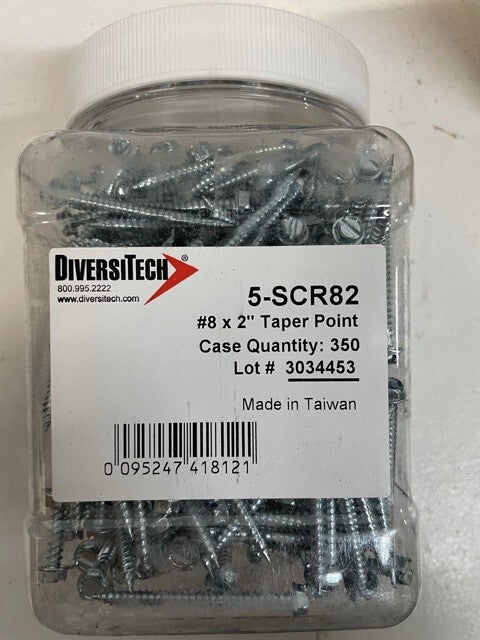 DIVERSITECH®
800.995.2222
www.diversitech.com
5-SCR82
#8 x 2" Taper Point
Case Quantity: 350
Lot # 3034453
Made in Taiwan
0 095247 418121